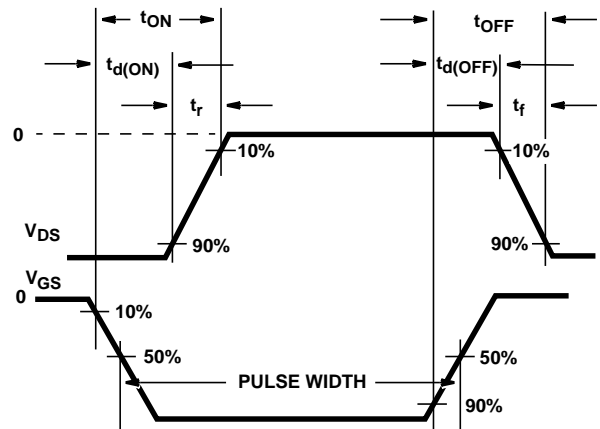 tON tOFF
td(ON) td(OFF)
tr tf
0
10% 10%
VDS 90% 90%
VGS
0
10%
50% 50%
PULSE WIDTH
90%